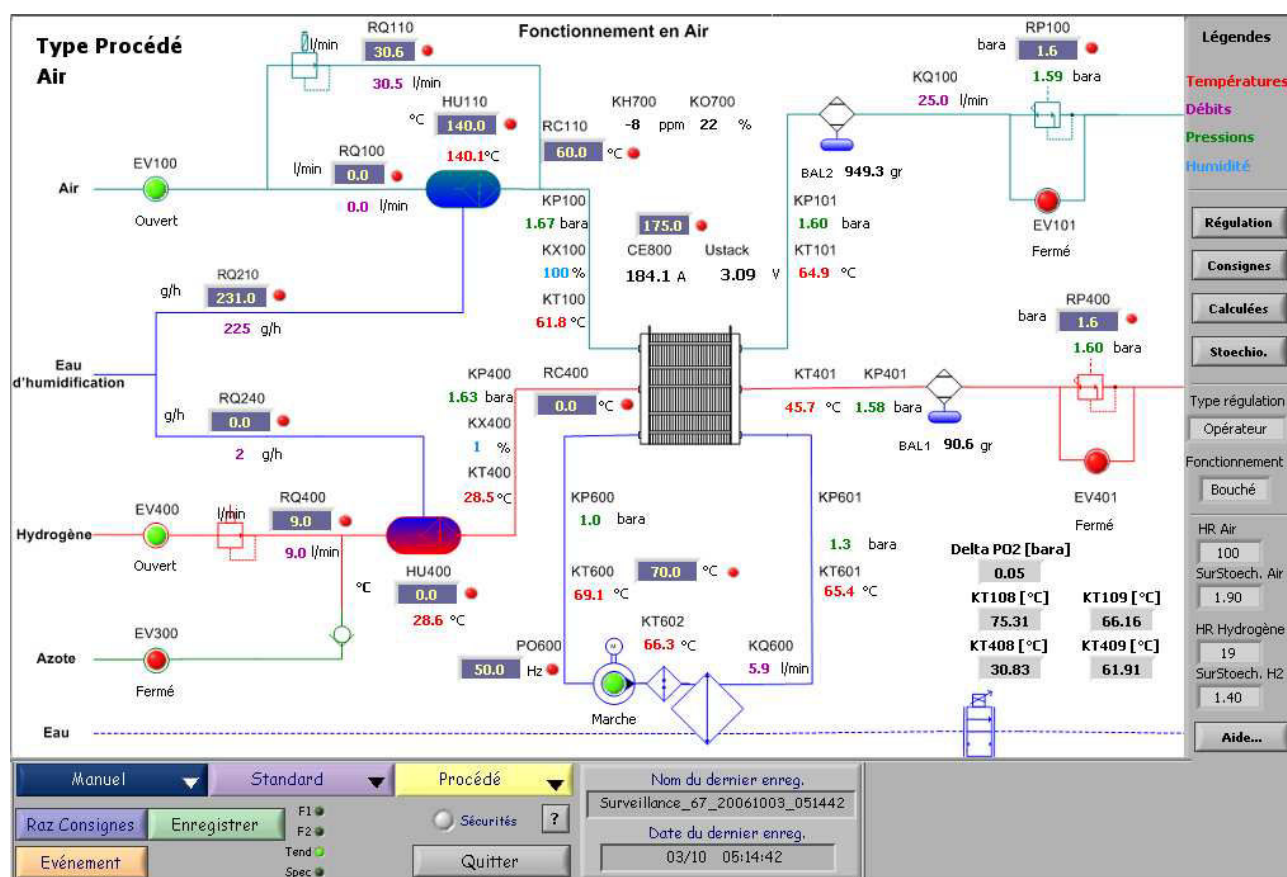 Type Procédé
Air
Fonctionnement en Air
RQ110
l/min
30.6
30.5 l/min
HU110
°C
140.0
140.1°C
KH700
KO700
-8 ppm
22 %
RC110
60.0 °C
RQ100
l/min
0.0
0.0 l/min
EV100
Air
Ouvert
KP100
1.67 bara
KX100
100 %
KT100
61.8 °C
175.0
CE800
Ustack
184.1 A
3.09 V
BAL2 949.3 gr
KP101
1.60 bara
KT101
64.9 °C
KQ100
25.0 l/min
RP100
bara
1.6
1.59 bara
EV101
Fermé
RQ210
g/h
231.0
225 g/h
Eau
d'humidification
RQ240
g/h
0.0
2 g/h
KP400
1.63 bara
KX400
1 %
KT400
28.5 °C
RC400
0.0 °C
KT401
45.7 °C
KP401
1.58 bara
BAL1 90.6 gr
RP400
bara
1.6
1.60 bara
EV401
Fermé
EV400
Hydrogène
Ouvert
l/min
RQ400
9.0
9.0 l/min
HU400
0.0
28.6 °C
°C
EV300
Azote
Fermé
KP600
1.0 bara
KT600
69.1 °C
70.0 °C
KP601
1.3 bara
KT601
65.4 °C
KT602
66.3 °C
PO600
50.0 Hz
M
Marche
KQ600
5.9 l/min
Delta PO2 [bara]
0.05
KT108 [°C]
KT109 [°C]
75.31
66.16
KT408 [°C]
KT409 [°C]
30.83
61.91
Eau
Légendes
Températures
Débits
Pressions
Humidité
Régulation
Consignes
Calculées
Stoechio.
Type régulation
Opérateur
Fonctionnement
Bouché
HR Air
100
SurStoech. Air
1.90
HR Hydrogène
19
SurStoech. H2
1.40
Aide...
Manuel
Standard
Procédé
Raz Consignes
Enregistrer
Evénement
F1
F2
Tend
Spec
Sécurités
?
Quitter
Nom du dernier enreg.
Surveillance_67_20061003_051442
Date du dernier enreg.
03/10 05:14:42